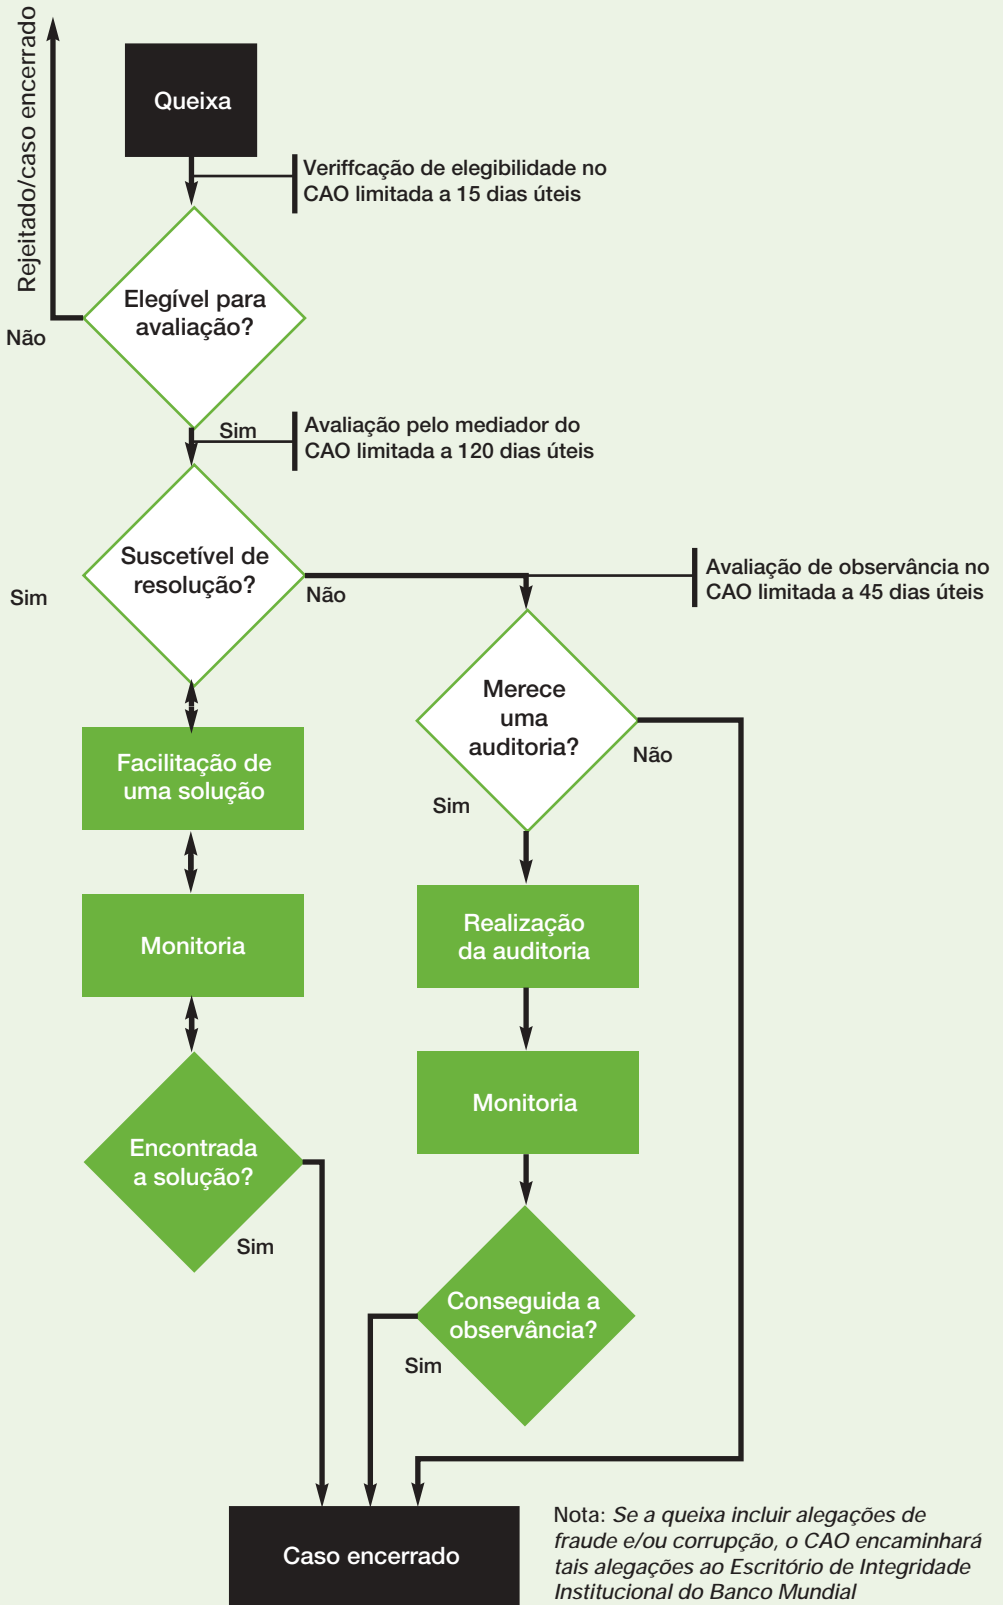 Rejeitado/caso encerrado
Queixa
Veriffcação de elegibilidade no
CAO limitada a 15 dias úteis
Elegível para
avaliação?
Não
Sim
Avaliação pelo mediador do
CAO limitada a 120 dias úteis
Suscetível de
resolução?
Sim
Não
Avaliação de observância no
CAO limitada a 45 dias úteis
Merece
uma
auditoria?
Não
Sim
Facilitação de
uma solução
Monitoria
Realização
da auditoria
Monitoria
Encontrada
a solução?
Sim
Conseguida a
observância?
Sim
Caso encerrado
Nota: Se a queixa incluir alegações de
fraude e/ou corrupção, o CAO encaminhará
tais alegações ao Escritório de Integridade
Institucional do Banco Mundial